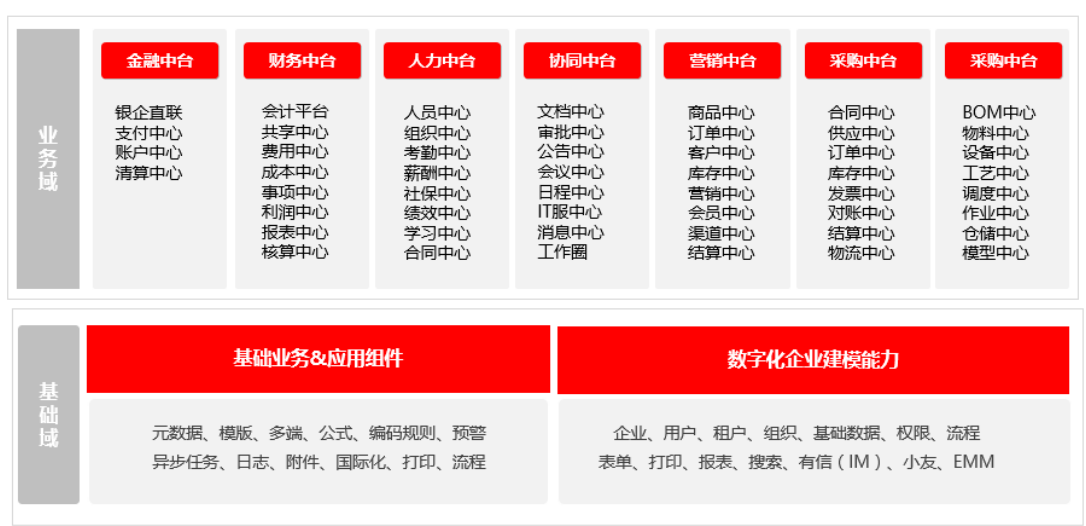 业务域
金融中台
银企直联
支付中心
账户中心
清算中心
财务中台
会计平台
共享中心
费用中心
成本中心
事项中心
利润中心
报表中心
核算中心
人力中台
人员中心
组织中心
考勤中心
薪酬中心
社保中心
绩效中心
学习中心
合同中心
协同中台
文档中心
审批中心
公告中心
会议中心
日程中心
IT服中心
消息中心
工作圈
营销中台
商品中心
订单中心
客户中心
库存中心
营销中心
会员中心
渠道中心
结算中心
采购中台
合同中心
供应中心
订单中心
库存中心
发票中心
对账中心
结算中心
物流中心
采购中台
BOM中心
物料中心
设备中心
工艺中心
调度中心
作业中心
仓储中心
模型中心
基础域
基础业务&应用组件
元数据、模版、多端、公式、编码规则、预警
异步任务、日志、附件、国际化、打印、流程
数字化企业建模能力
企业、用户、租户、组织、基础数据、权限、流程
表单、打印、报表、搜索、有信（IM）、小友、EMM